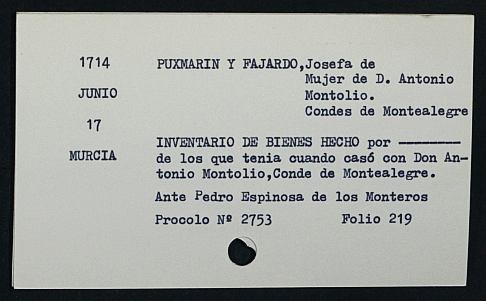 1714 PUXMARIN Y FAJARDO,Josefa de
Mujer de D. Antonio
JUNIO Montolio.
Condes de Montealegre
17
INVENTARIO DE BIENES HECHO por --------
MURCIA de los que tenia cuando casó con Don An-
tonio Montolio,Conde de Montealegre.
Ante Pedro Espinosa de los Monteros
Procolo Nº 2753 Folio 219